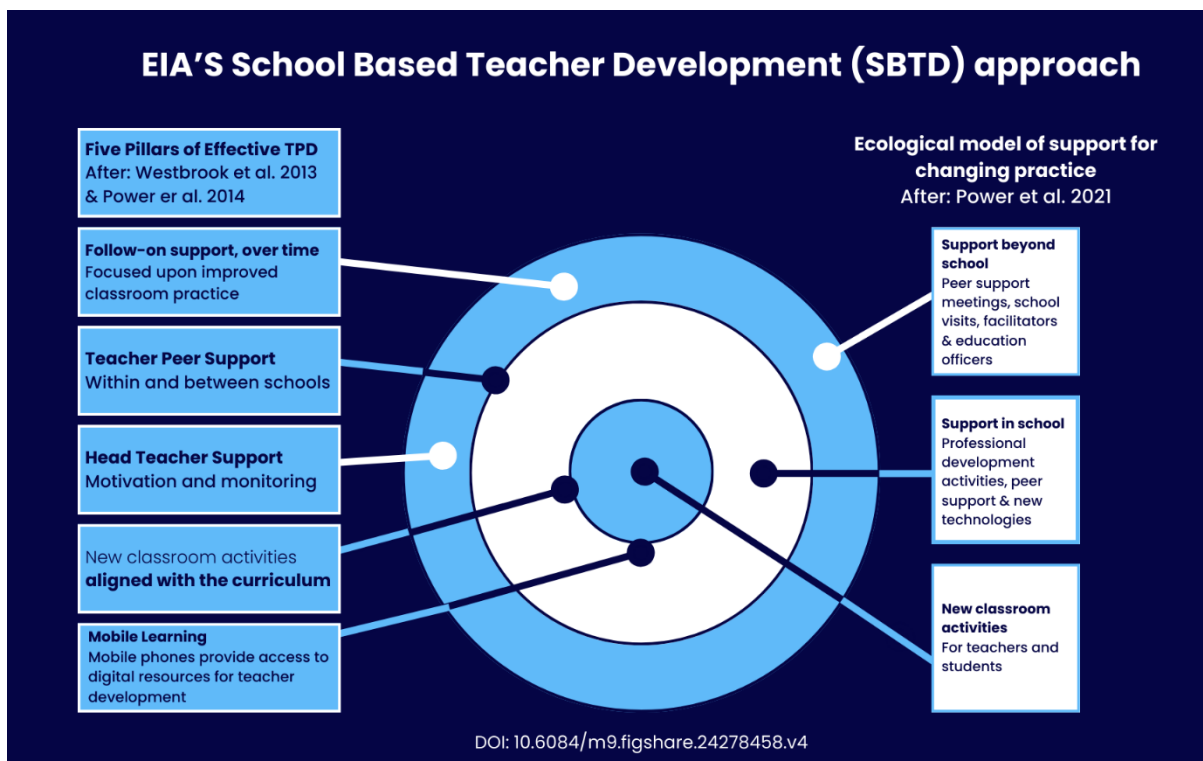 EIA'S School Based Teacher Development (SBTD) approach
Five Pillars of Effective TPD
After: Westbrook et al. 2013
& Power er al. 2014
Follow-on support, over time
Focused upon improved
classroom practice
Teacher Peer Support
Within and between schools
Head Teacher Support
Motivation and monitoring
New classroom activities
aligned with the curriculum
Mobile Learning
Mobile phones provide access to
digital resources for teacher
development
Ecological model of support for
changing practice
After: Power et al. 2021
Support beyond
school
Peer support
meetings, school
visits, facilitators
& education
officers
Support in school
Professional
development
activities, peer
support & new
technologies
New classroom
activities
For teachers and
students
DOI: 10.6084/m9.figshare.24278458.v4